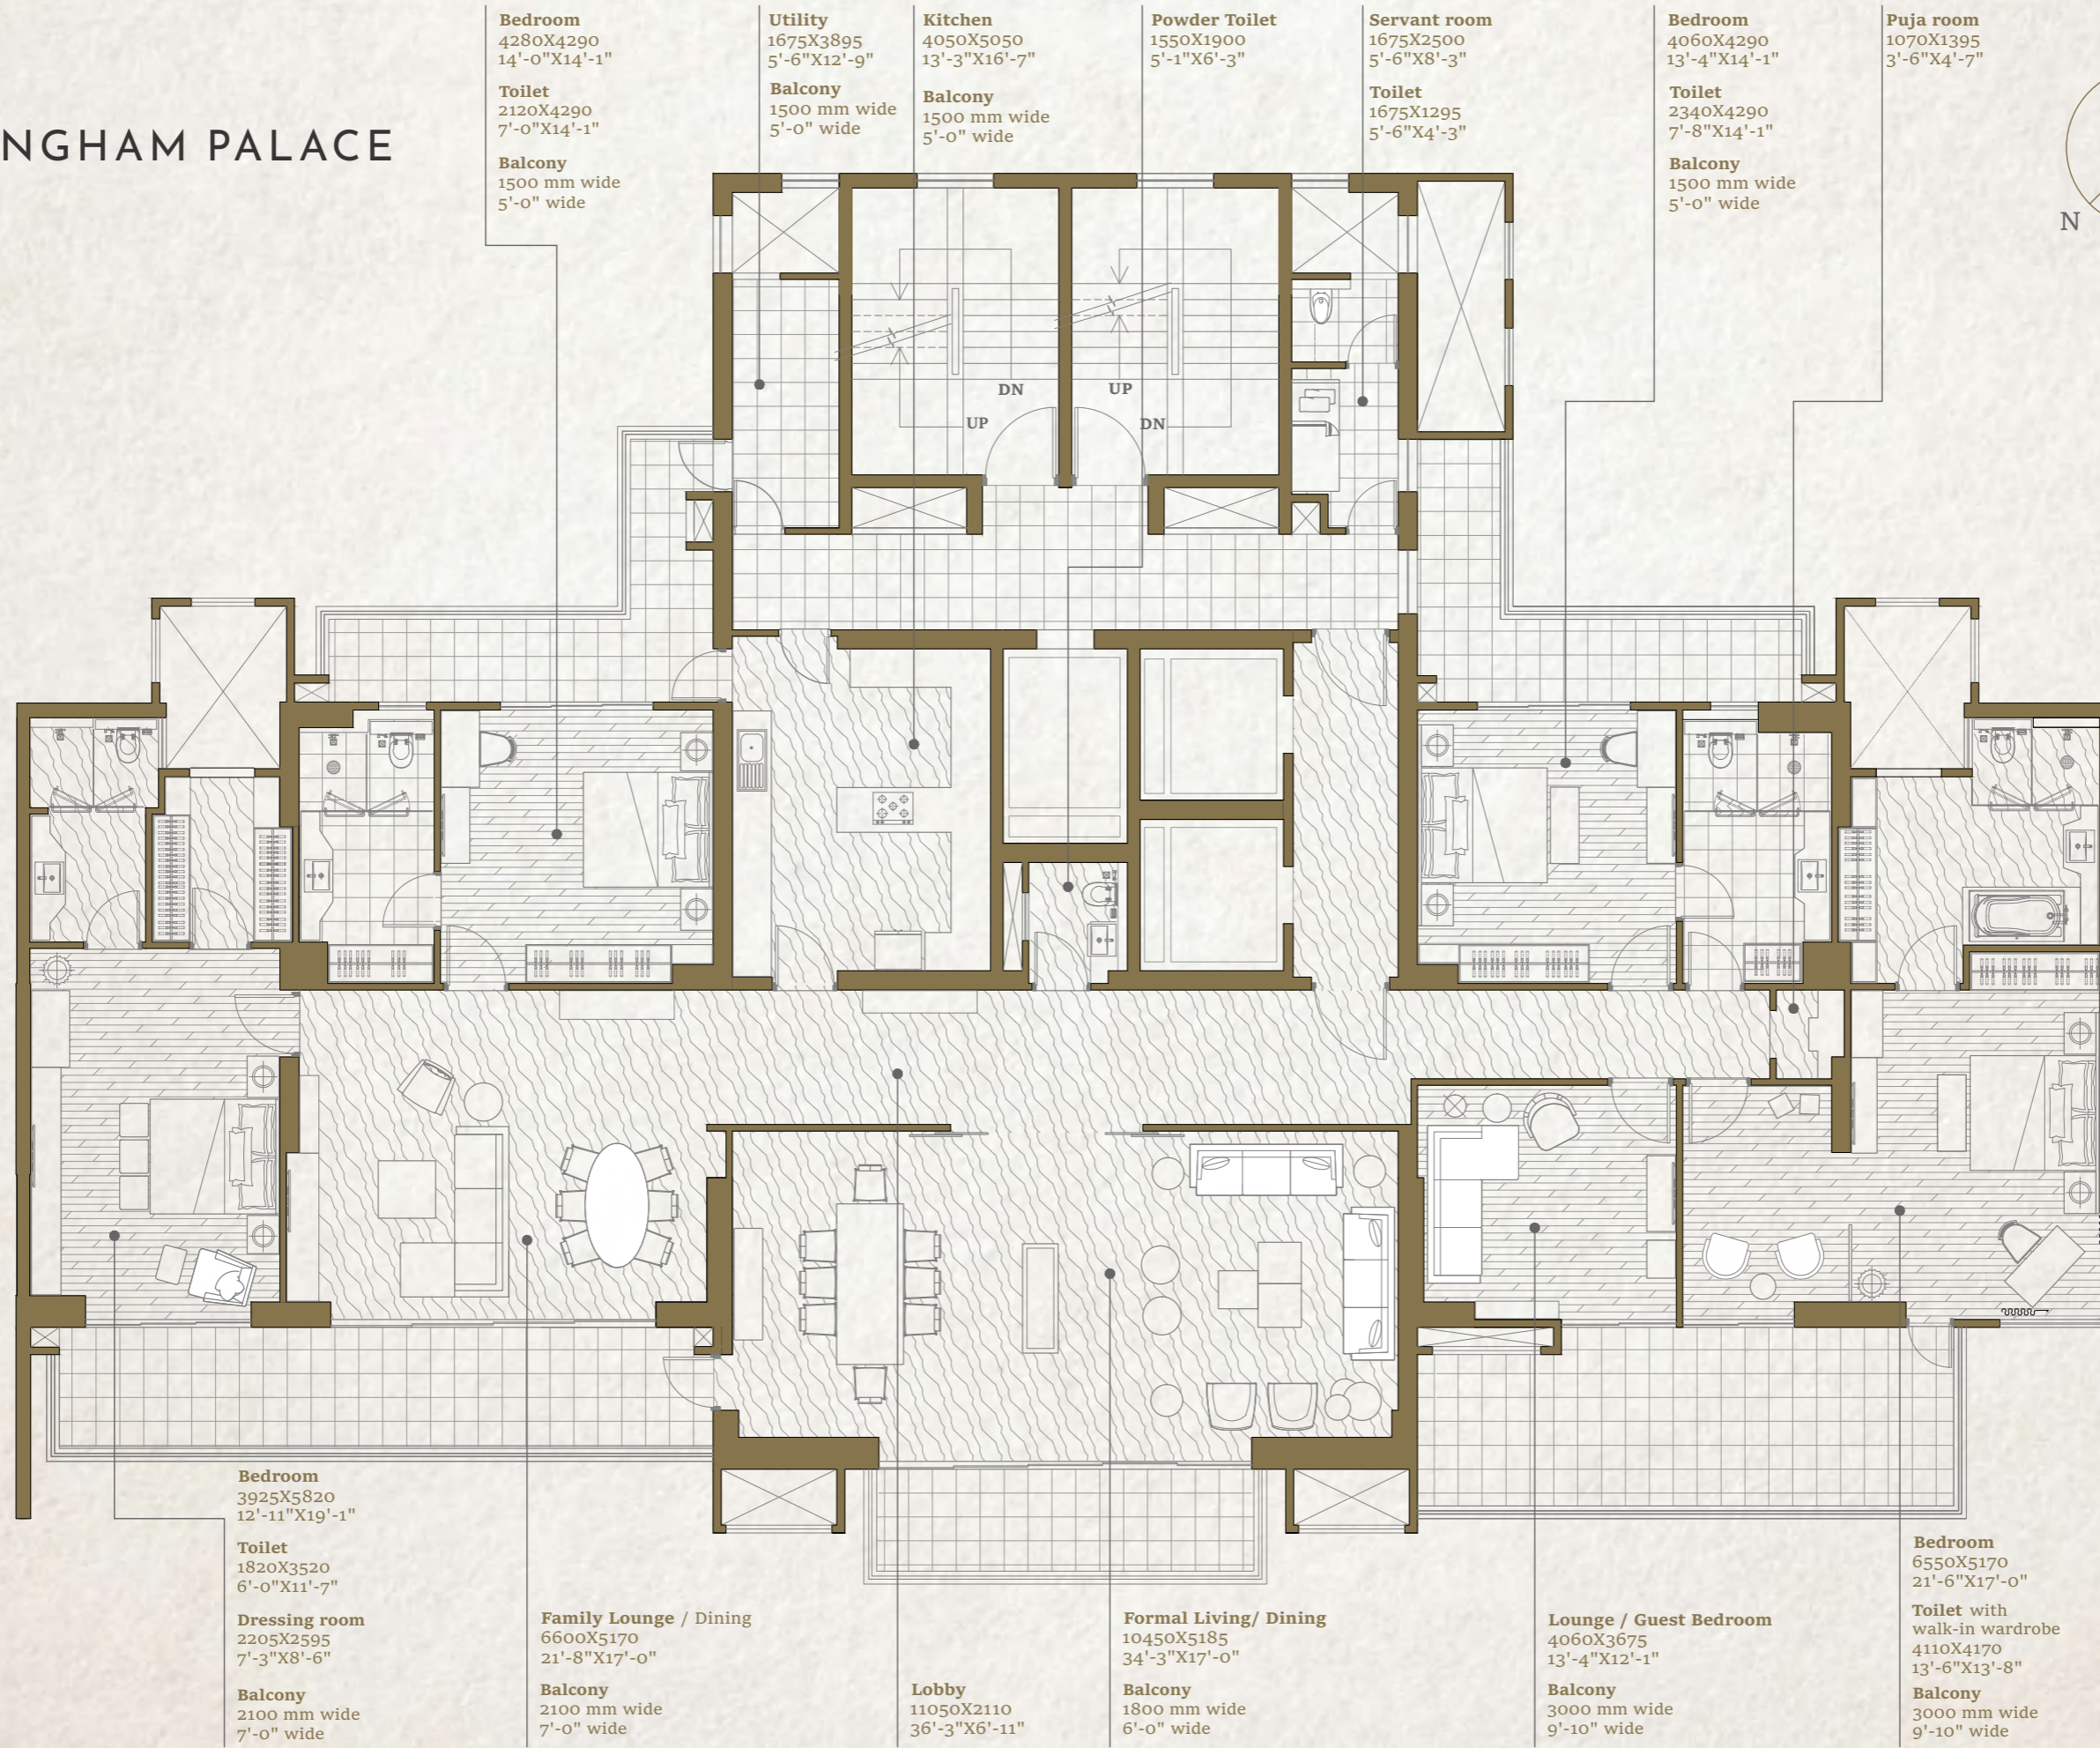 NGHAM PALACE
Bedroom
4280X4290
14'-0"X14'-1"
Toilet
2120X4290
7'-0"X14'-1"
Balcony
1500 mm wide
5'-0" wide
Utility
1675X3895
5'-6"X12'-9"
Balcony
1500 mm wide
5'-0" wide
Kitchen
4050X5050
13'-3"X16'-7"
Balcony
1500 mm wide
5'-0" wide
Powder Toilet
1550X1900
5'-1"X6'-3"
Servant room
1675X2500
5'-6"X8'-3"
Toilet
1675X1295
5'-6"X4'-3"
Bedroom
4060X4290
13'-4"X14'-1"
Toilet
2340X4290
7'-8"X14'-1"
Balcony
1500 mm wide
5'-0" wide
Puja room
1070X1395
3'-6"X4'-7"
N
DN
UP
UP
DN
Bedroom
3925X5820
12'-11"X19'-1"
Toilet
1820X3520
6'-0"X11'-7"
Dressing room
2205X2595
7'-3"X8'-6"
Balcony
2100 mm wide
7'-0" wide
Family Lounge / Dining
6600X5170
21'-8"X17'-0"
Balcony
2100 mm wide
7'-0" wide
Lobby
11050X2110
36'-3"X6'-11"
Formal Living/ Dining
10450X5185
34'-3"X17'-0"
Balcony
1800 mm wide
6'-0" wide
Lounge / Guest Bedroom
4060X3675
13'-4"X12'-1"
Balcony
3000 mm wide
9'-10" wide
Bedroom
6550X5170
21'-6"X17'-0"
Toilet with
walk-in wardrobe
4110X4170
13'-6"X13'-8"
Balcony
3000 mm wide
9'-10" wide